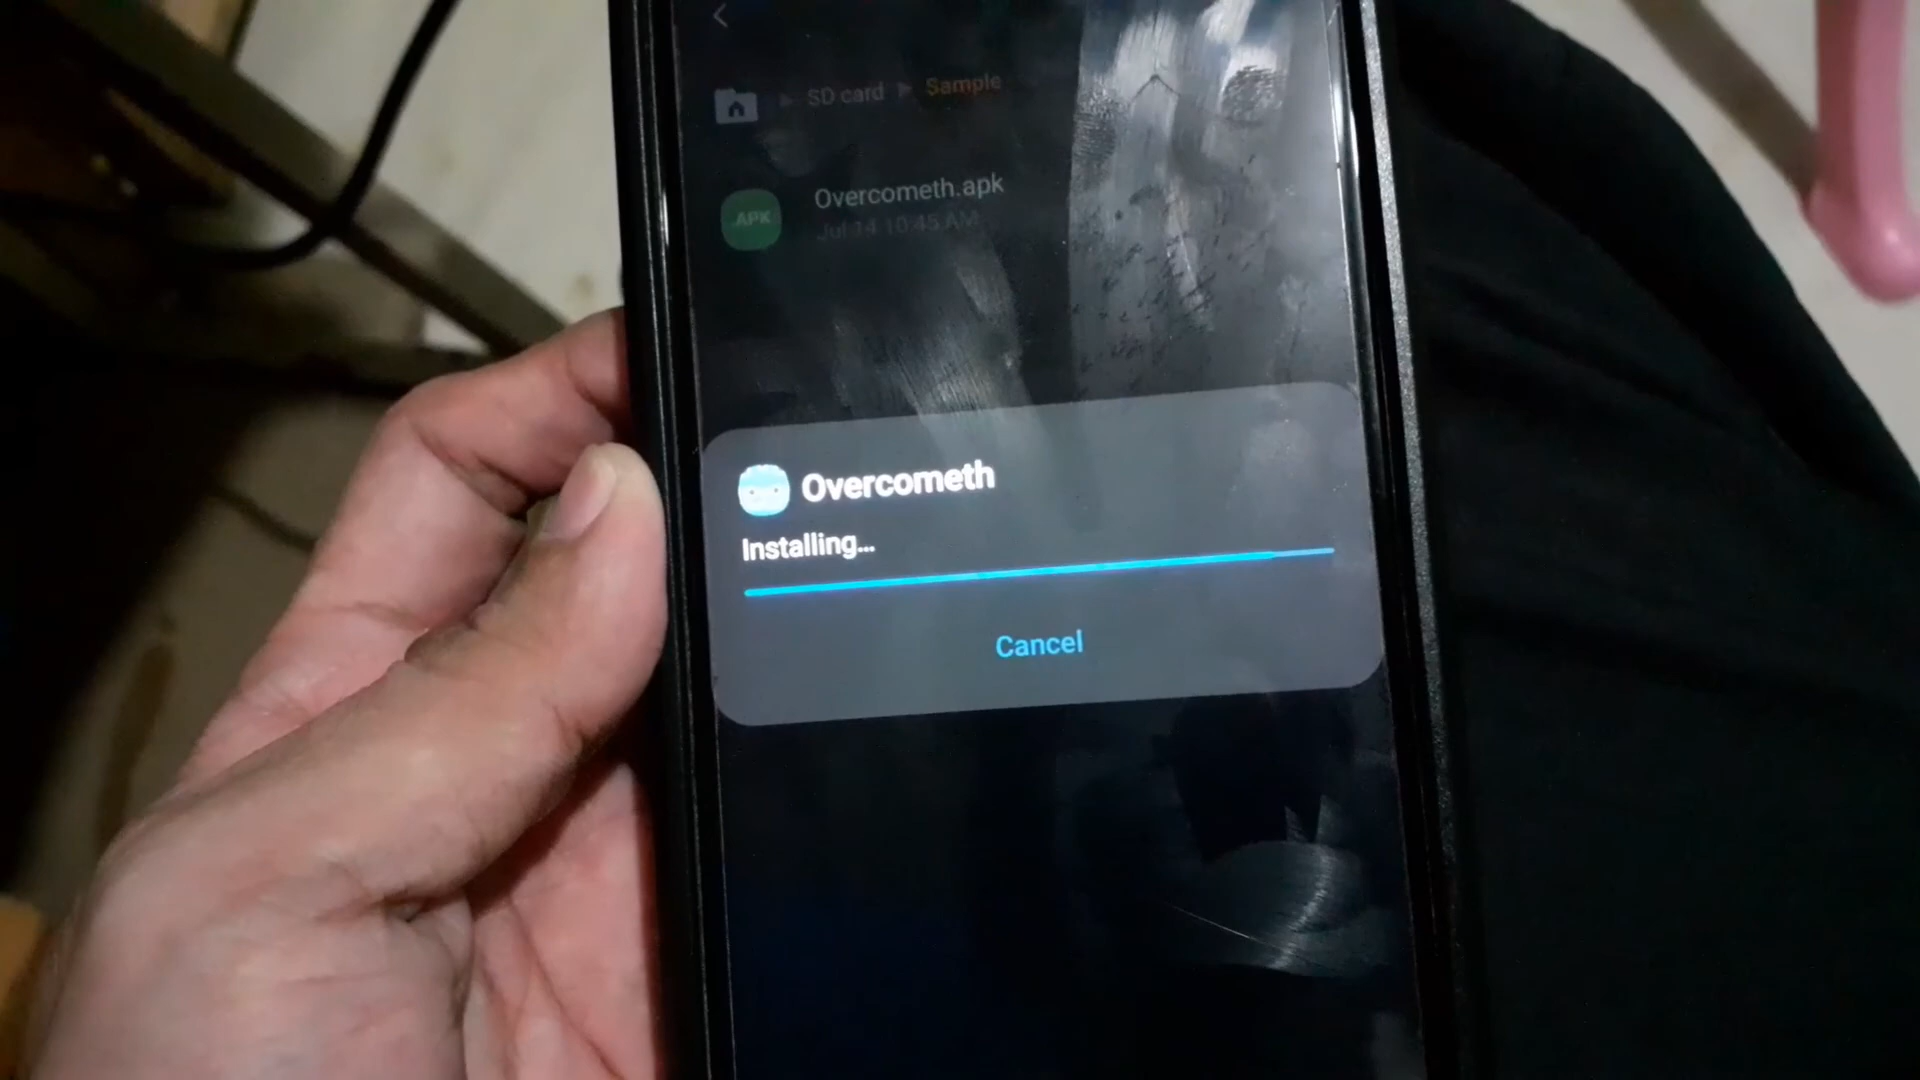 SD card Sample
Overcometh.apk
APK
Jul 14 10:45 AM
Overcometh
Installing...
Cancel